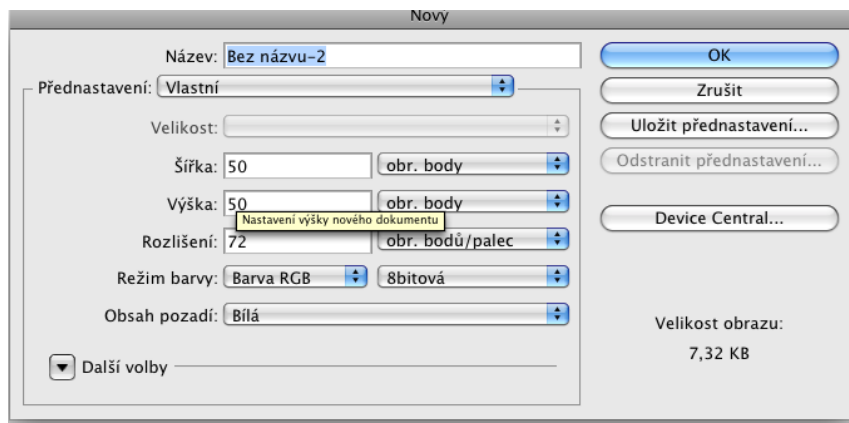 Nový
Název: Bez názvu-2
OK
Přednastavení: Vlastní
Zrušit
Velikost:
Uložit přednastavení...
Šířka: 50 obr. body
Odstranit přednastavení...
Výška: 50 obr. body
Nastavení výšky nového dokumentu
Device Central...
Rozlišení: 72 obr. bodů/palec
Režim barvy: Barva RGB 8bitová
Obsah pozadí: Bílá
Velikost obrazu:
7,32 KB
Další volby